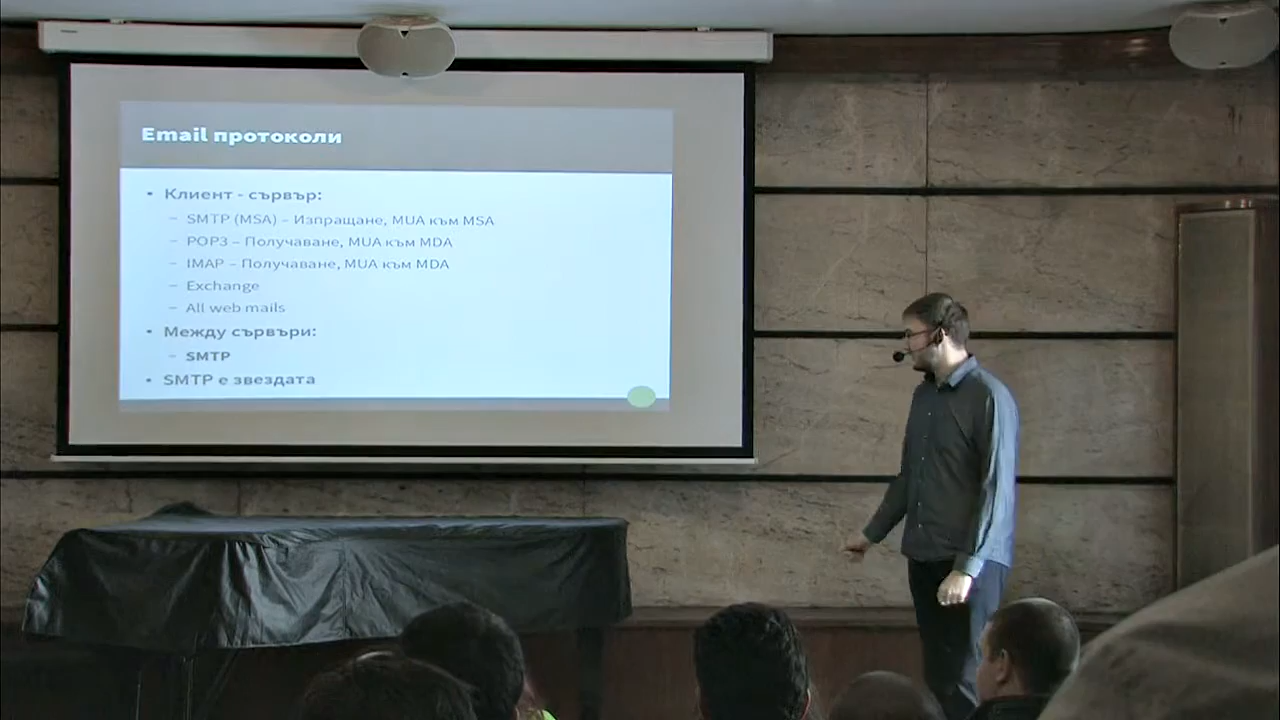 Email протоколи
• Клиент - сървър:
– SMTP (MSA) – Изпращане, MUA към MSA
– POP3 – Получаване, MUA към MDA
– IMAP – Получаване, MUA към MDA
– Exchange
– All web mails
• Между сървъри:
– SMTP
• SMTP е звездата